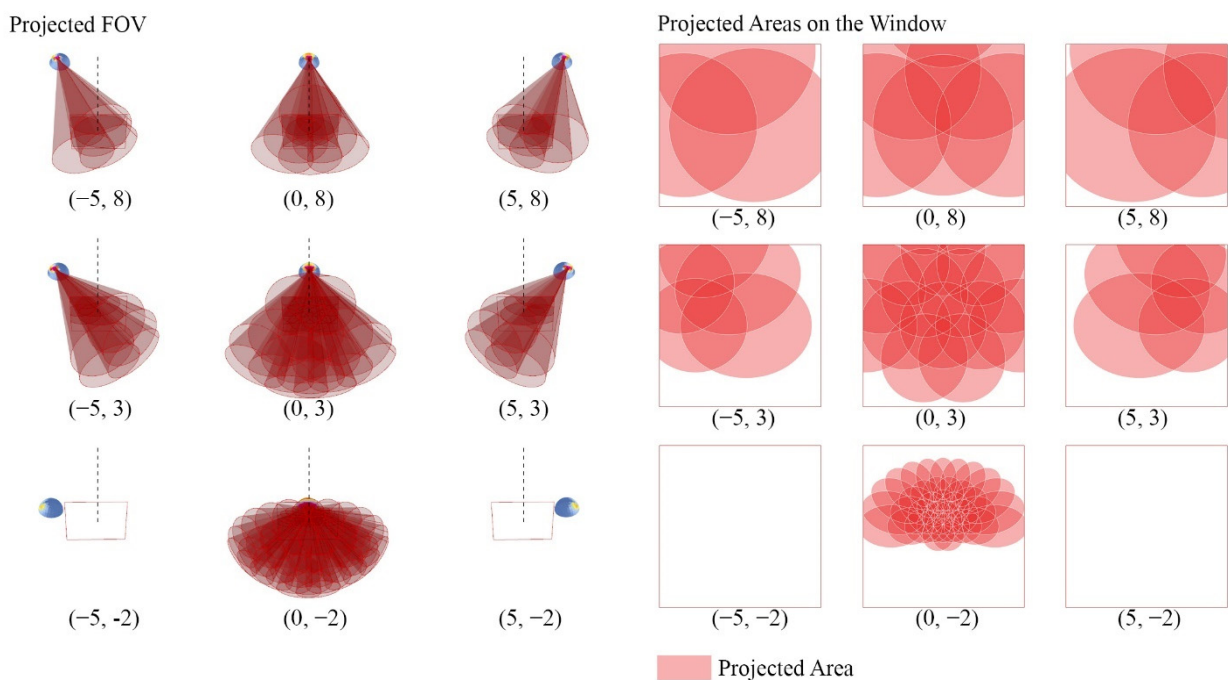 Projected FOV
Projected Areas on the Window
(−5, 8) (0, 8) (5, 8)
(−5, 8) (0, 8) (5, 8)
(−5, 3) (0, 3) (5, 3)
(−5, 3) (0, 3) (5, 3)
(−5, -2) (0, −2) (5, −2)
(−5, −2) (0, −2) (5, −2)
Projected Area